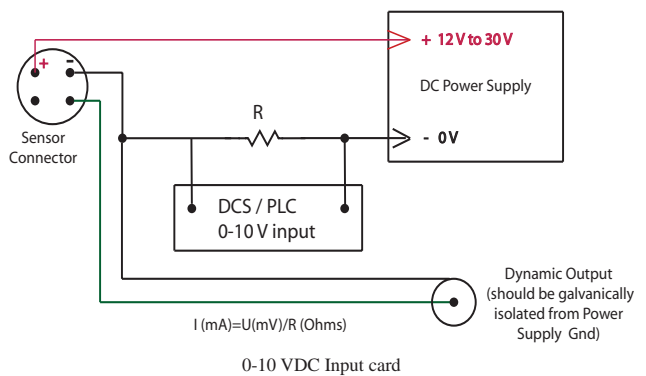 + -
+ 12 V to 30 V
DC Power Supply
Sensor
Connector
R
- 0 V
DCS / PLC
0-10 V input
Dynamic Output
(should be galvanically
isolated from Power
Supply Gnd)
I (mA)=U(mV)/R (Ohms)
0-10 VDC Input card